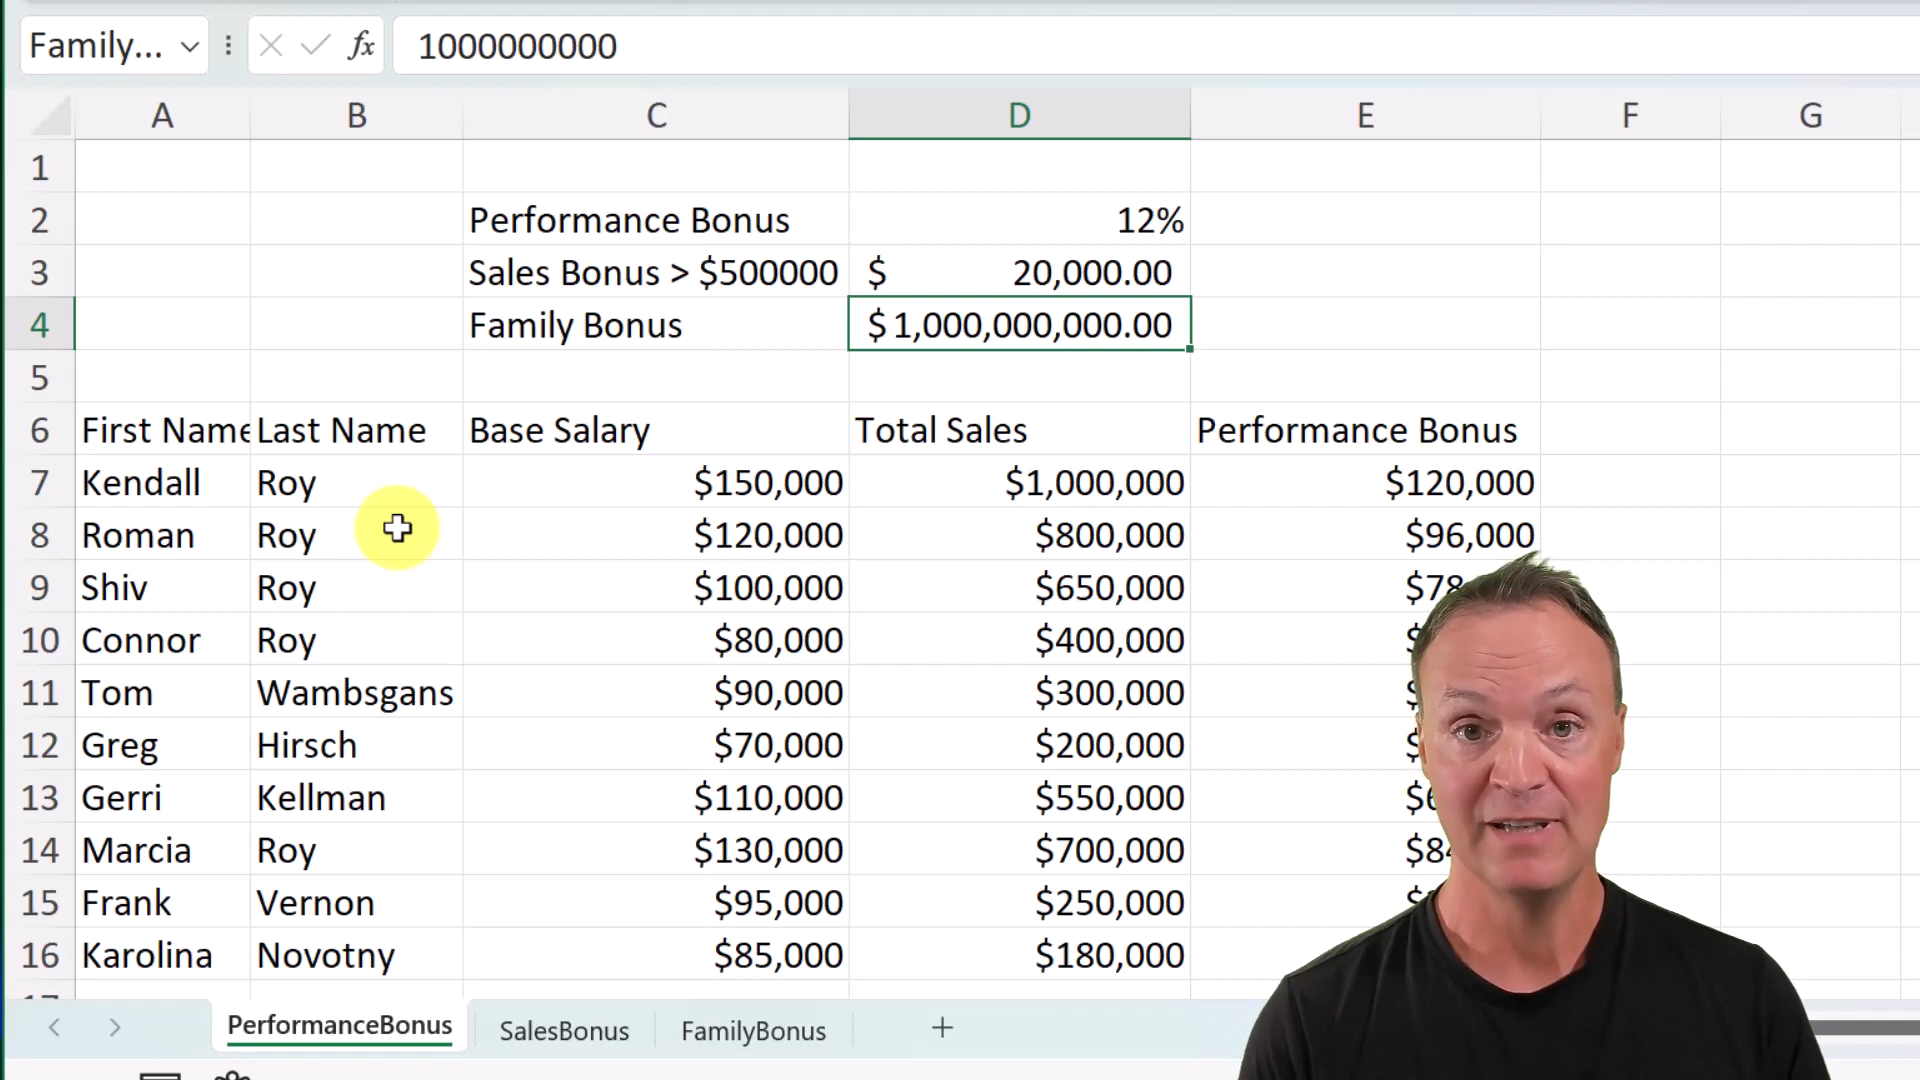 Family... fx 1000000000
A B C D E F G
1
2 Performance Bonus 12%
3 Sales Bonus > $500000 $ 20,000.00
4 Family Bonus $ 1,000,000,000.00
5
6 First Name Last Name Base Salary Total Sales Performance Bonus
7 Kendall Roy $150,000 $1,000,000 $120,000
8 Roman Roy $120,000 $800,000 $96,000
9 Shiv Roy $100,000 $650,000
10 Connor Roy $80,000 $400,000
11 Tom Wambsgans $90,000 $300,000
12 Greg Hirsch $70,000 $200,000
13 Gerri Kellman $110,000 $550,000
14 Marcia Roy $130,000 $700,000
15 Frank Vernon $95,000 $250,000
16 Karolina Novotny $85,000 $180,000
PerformanceBonus SalesBonus FamilyBonus